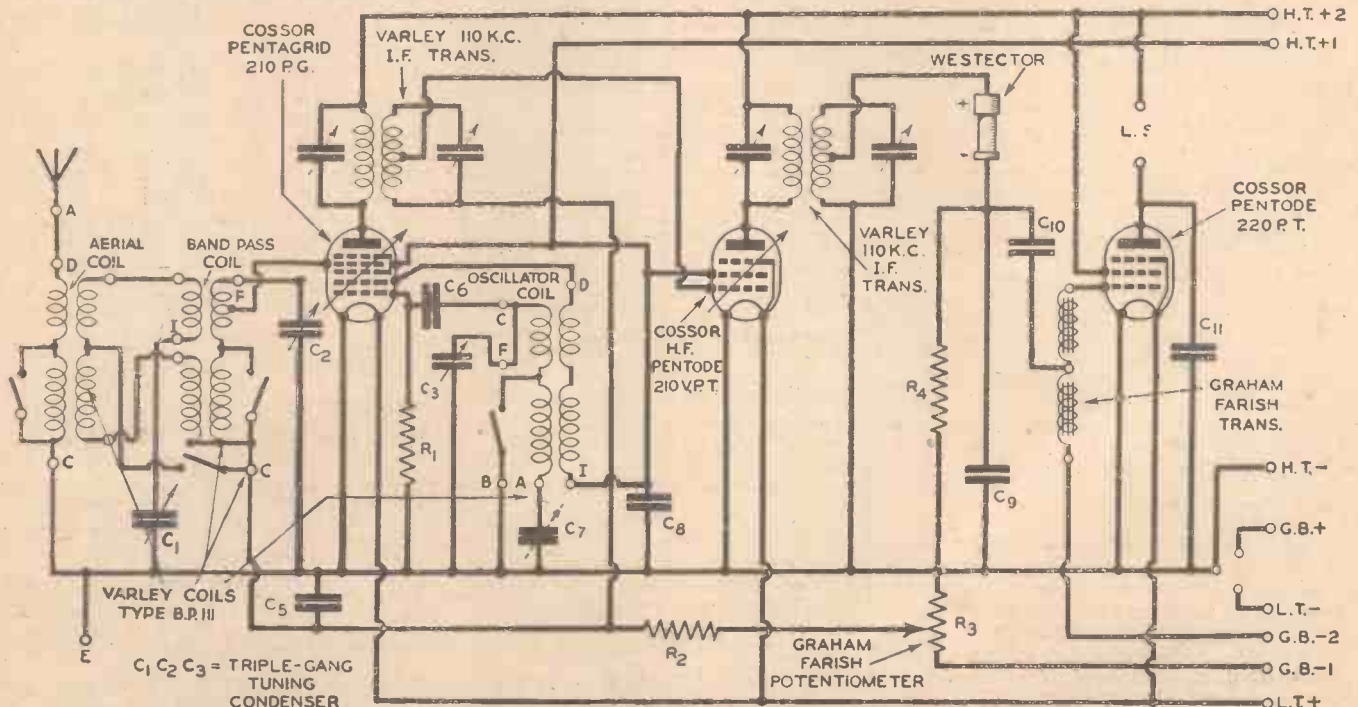 COSSOR
PENTAGRID
210 P.G.
VARLEY 110 K.C.
I.F. TRANS.
H.T.+2
H.T.+1
WESTECTOR
+
-
L.S
A
D
AERIAL
COIL
BAND PASS
COIL
F
I
C2
C6
OSCILLATOR
COIL
D
C
F
C3
R1
B
A
I
C7
C8
COSSOR
H.F.
PENTODE
210 V.P.T.
VARLEY
110 K.C.
I.F.
TRANS.
C10
R4
C9
COSSOR
PENTODE
220 P.T.
C11
GRAHAM
FARISH
TRANS.
C
C
C1
VARLEY COILS
TYPE B.P. III
C5
E
C1 C2 C3 = TRIPLE-GANG
TUNING
CONDENSER
R2
R3
GRAHAM
FARISH
POTENTIOMETER
H.T.-
G.B.+
L.T.-
G.B.-2
G.B.-1
L.T.+